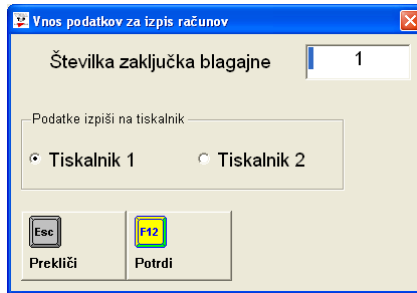 Vnos podatkov za izpis računov
Številka zaključka blagajne 1
Podatke izpiši na tiskalnik
Tiskalnik 1 Tiskalnik 2
Esc F12
Prekliči Potrdi